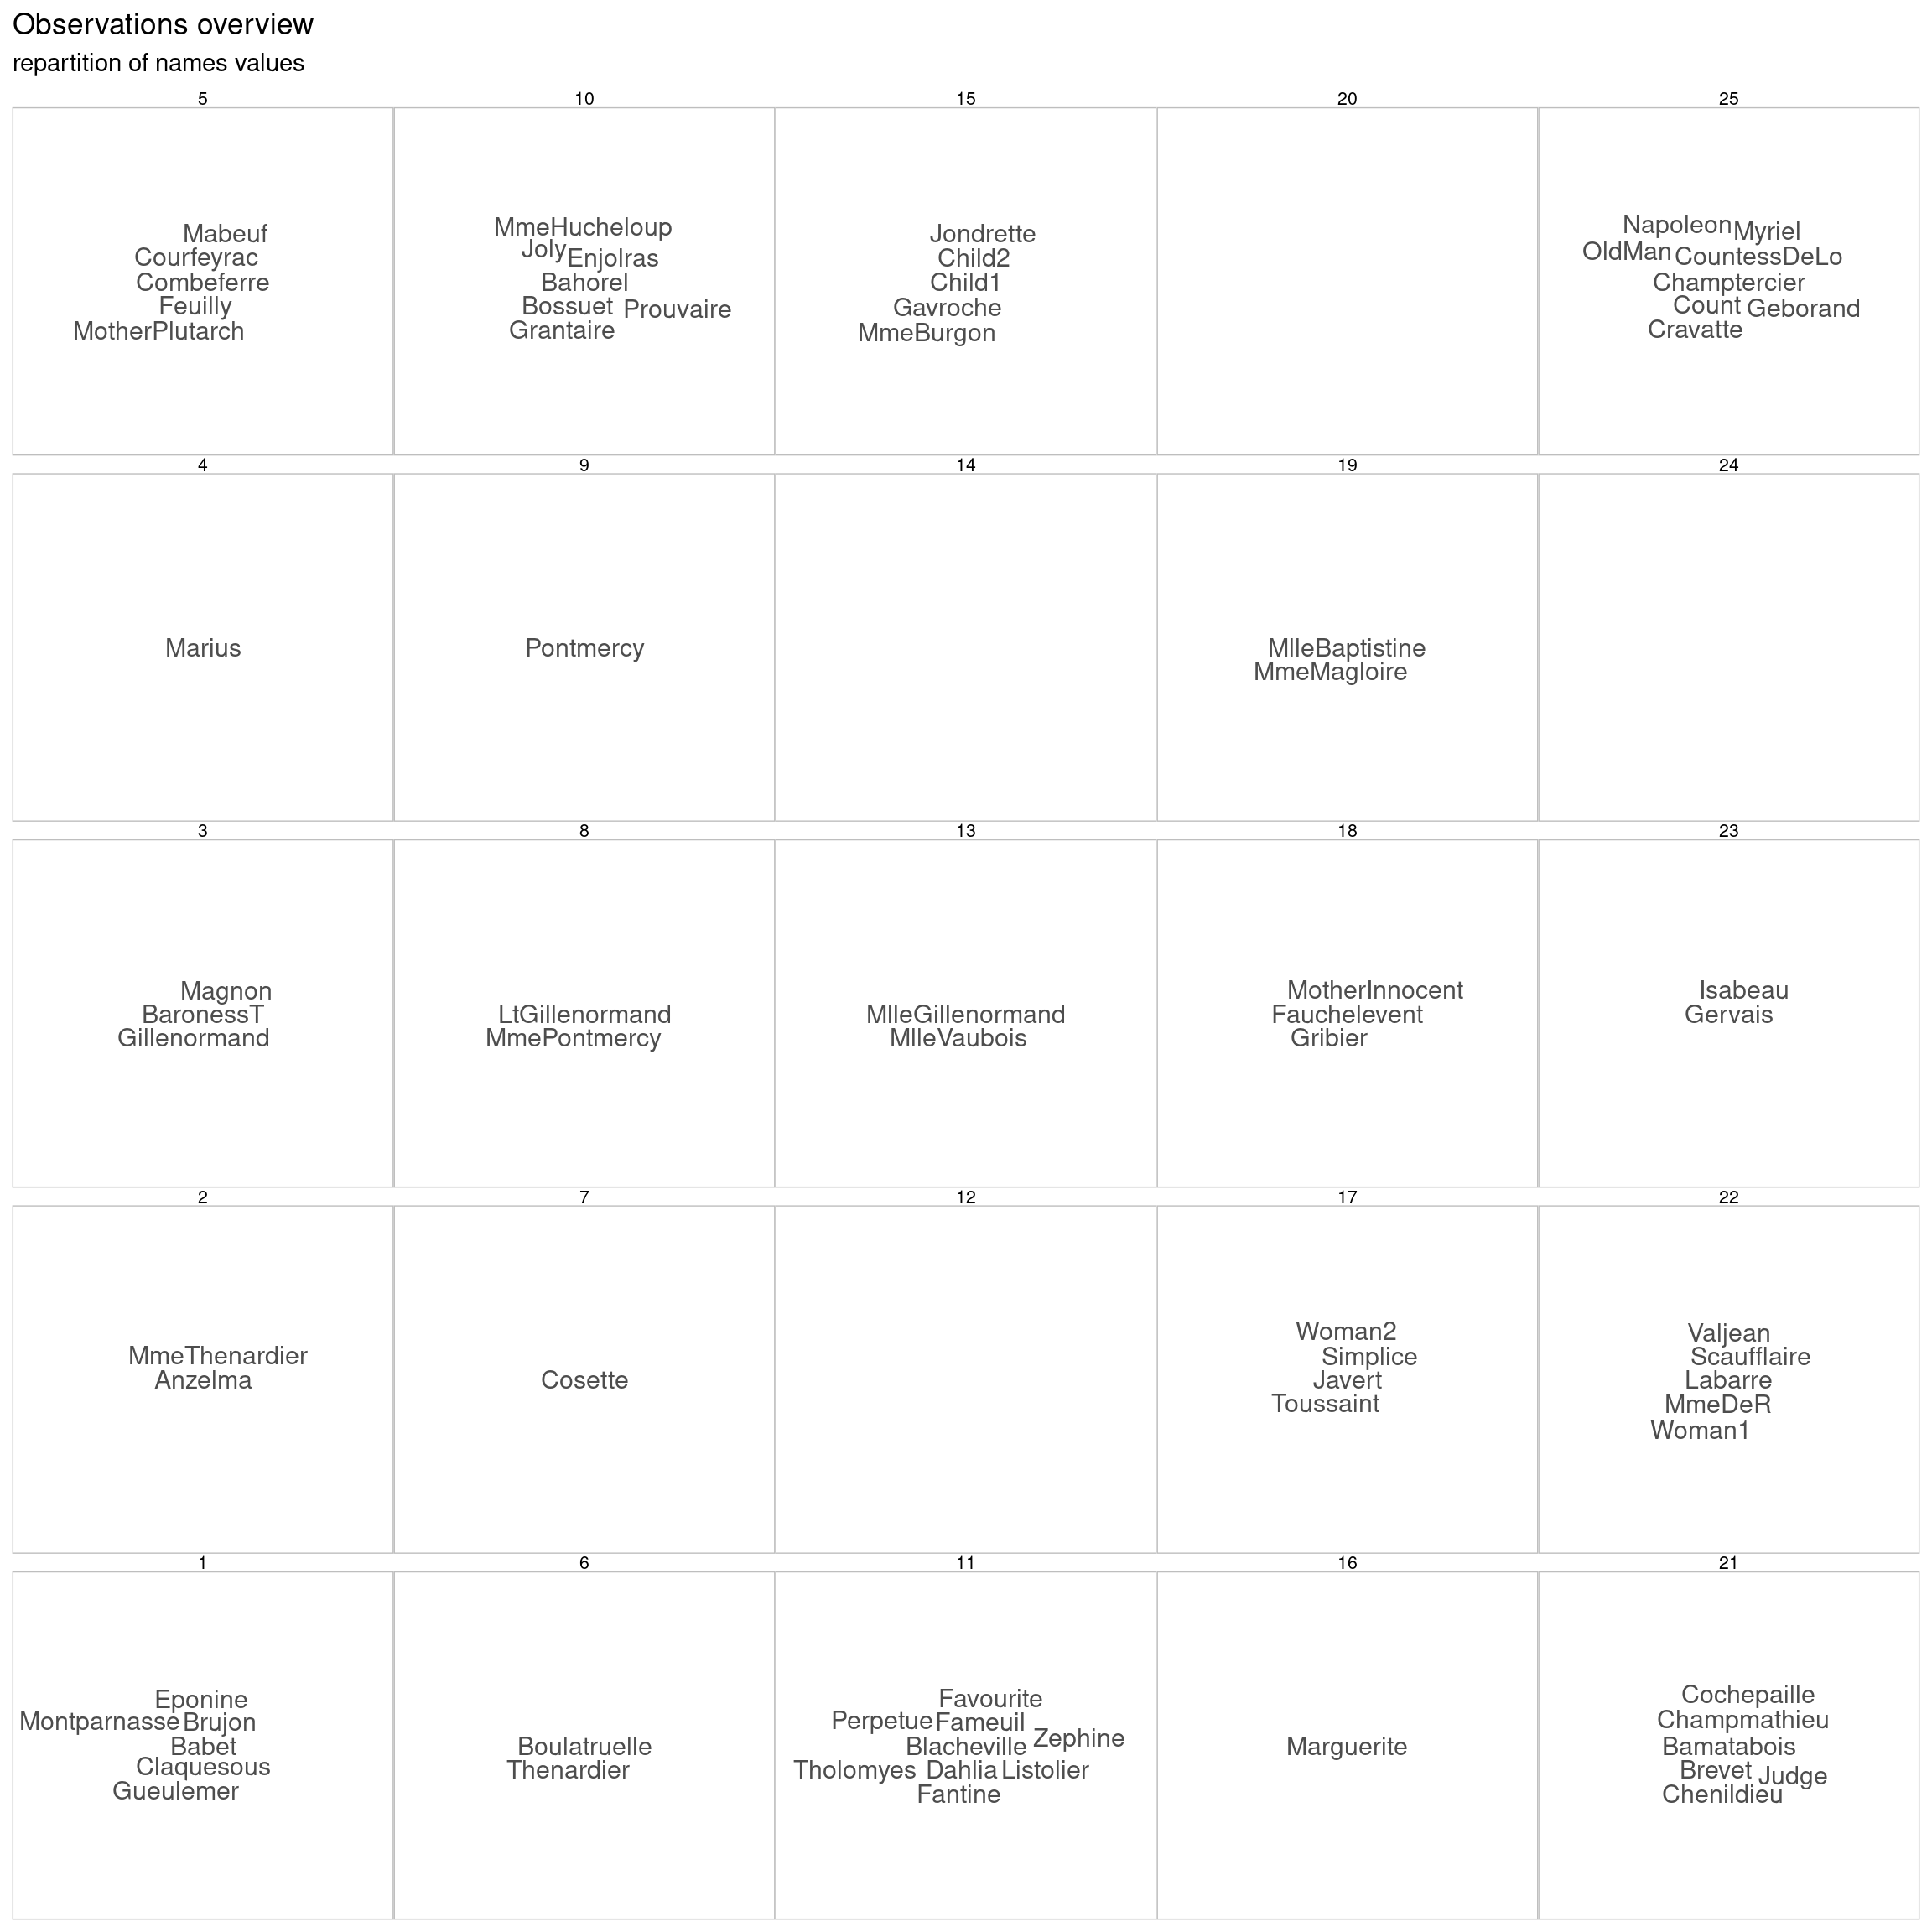 Observations overview
repartition of names values
5
Mabeuf
Courfeyrac
Combeferre
Feuilly
MotherPlutarch
10
MmeHucheloup
Joly
Enjolras
Bahorel
Bossuet
Prouvaire
Grantaire
15
Jondrette
Child2
Child1
Gavroche
MmeBurgon
20
25
Napoleon
Myriel
OldMan
CountessDeLo
Champtercier
Count
Geborand
Cravatte
4
Marius
9
Pontmercy
14
19
MlleBaptistine
MmeMagloire
24
3
Magnon
BaronessT
Gillenormand
8
LtGillenormand
MmePontmercy
13
MlleGillenormand
MlleVaubois
18
MotherInnocent
Fauchelevent
Gribier
23
Isabeau
Gervais
2
MmeThenardier
Anzelma
7
Cosette
12
17
Woman2
Simplice
Javert
Toussaint
22
Valjean
Scaufflaire
Labarre
MmeDeR
Woman1
1
Eponine
Montparnasse
Brujon
Babet
Claquesous
Gueulemer
6
Boulatruelle
Thenardier
11
Favourite
Perpetue
Fameuil
Zephine
Blacheville
Tholomyes
Dahlia
Listolier
Fantine
16
Marguerite
21
Cochepaille
Champmathieu
Bamatabois
Brevet
Judge
Chenildieu